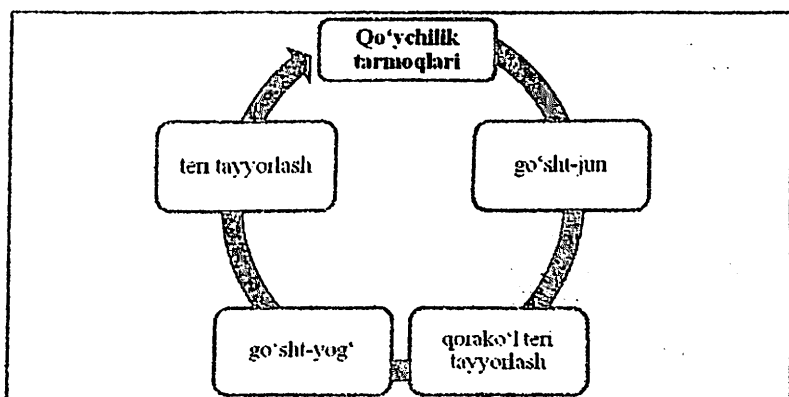 Qo‘ychilik
tarmoqlari
go‘sht-jun
qorako‘l teri
tayyorlash
go‘sht-yog‘
teri tayyorlash